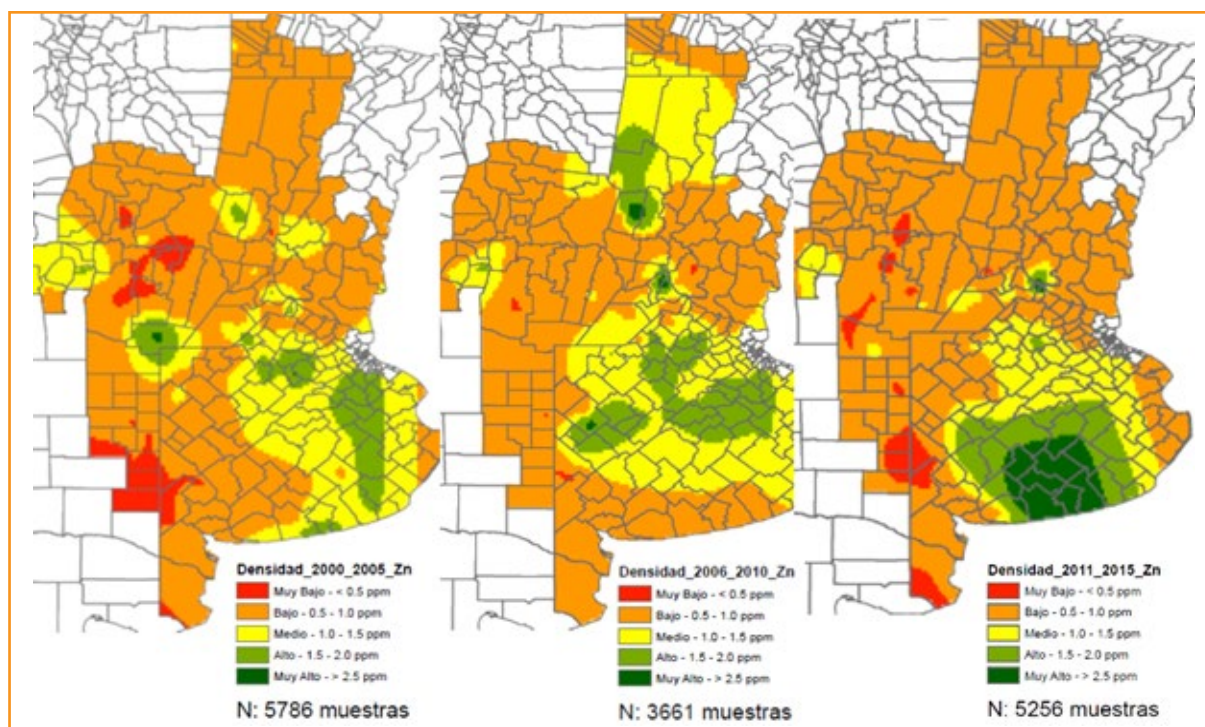 Densidad_2000_2005_Zn
Muy Bajo - < 0.5 ppm
Bajo - 0.5 - 1.0 ppm
Medio - 1.0 - 1.5 ppm
Alto - 1.5 - 2.0 ppm
Muy Alto - > 2.5 ppm
N: 5786 muestras
Densidad_2006_2010_Zn
Muy Bajo - < 0.5 ppm
Bajo - 0.5 - 1.0 ppm
Medio - 1.0 - 1.5 ppm
Alto - 1.5 - 2.0 ppm
Muy Alto - > 2.5 ppm
N: 3661 muestras
Densidad_2011_2015_Zn
Muy Bajo - < 0.5 ppm
Bajo - 0.5 - 1.0 ppm
Medio - 1.0 - 1.5 ppm
Alto - 1.5 - 2.0 ppm
Muy Alto - > 2.5 ppm
N: 5256 muestras